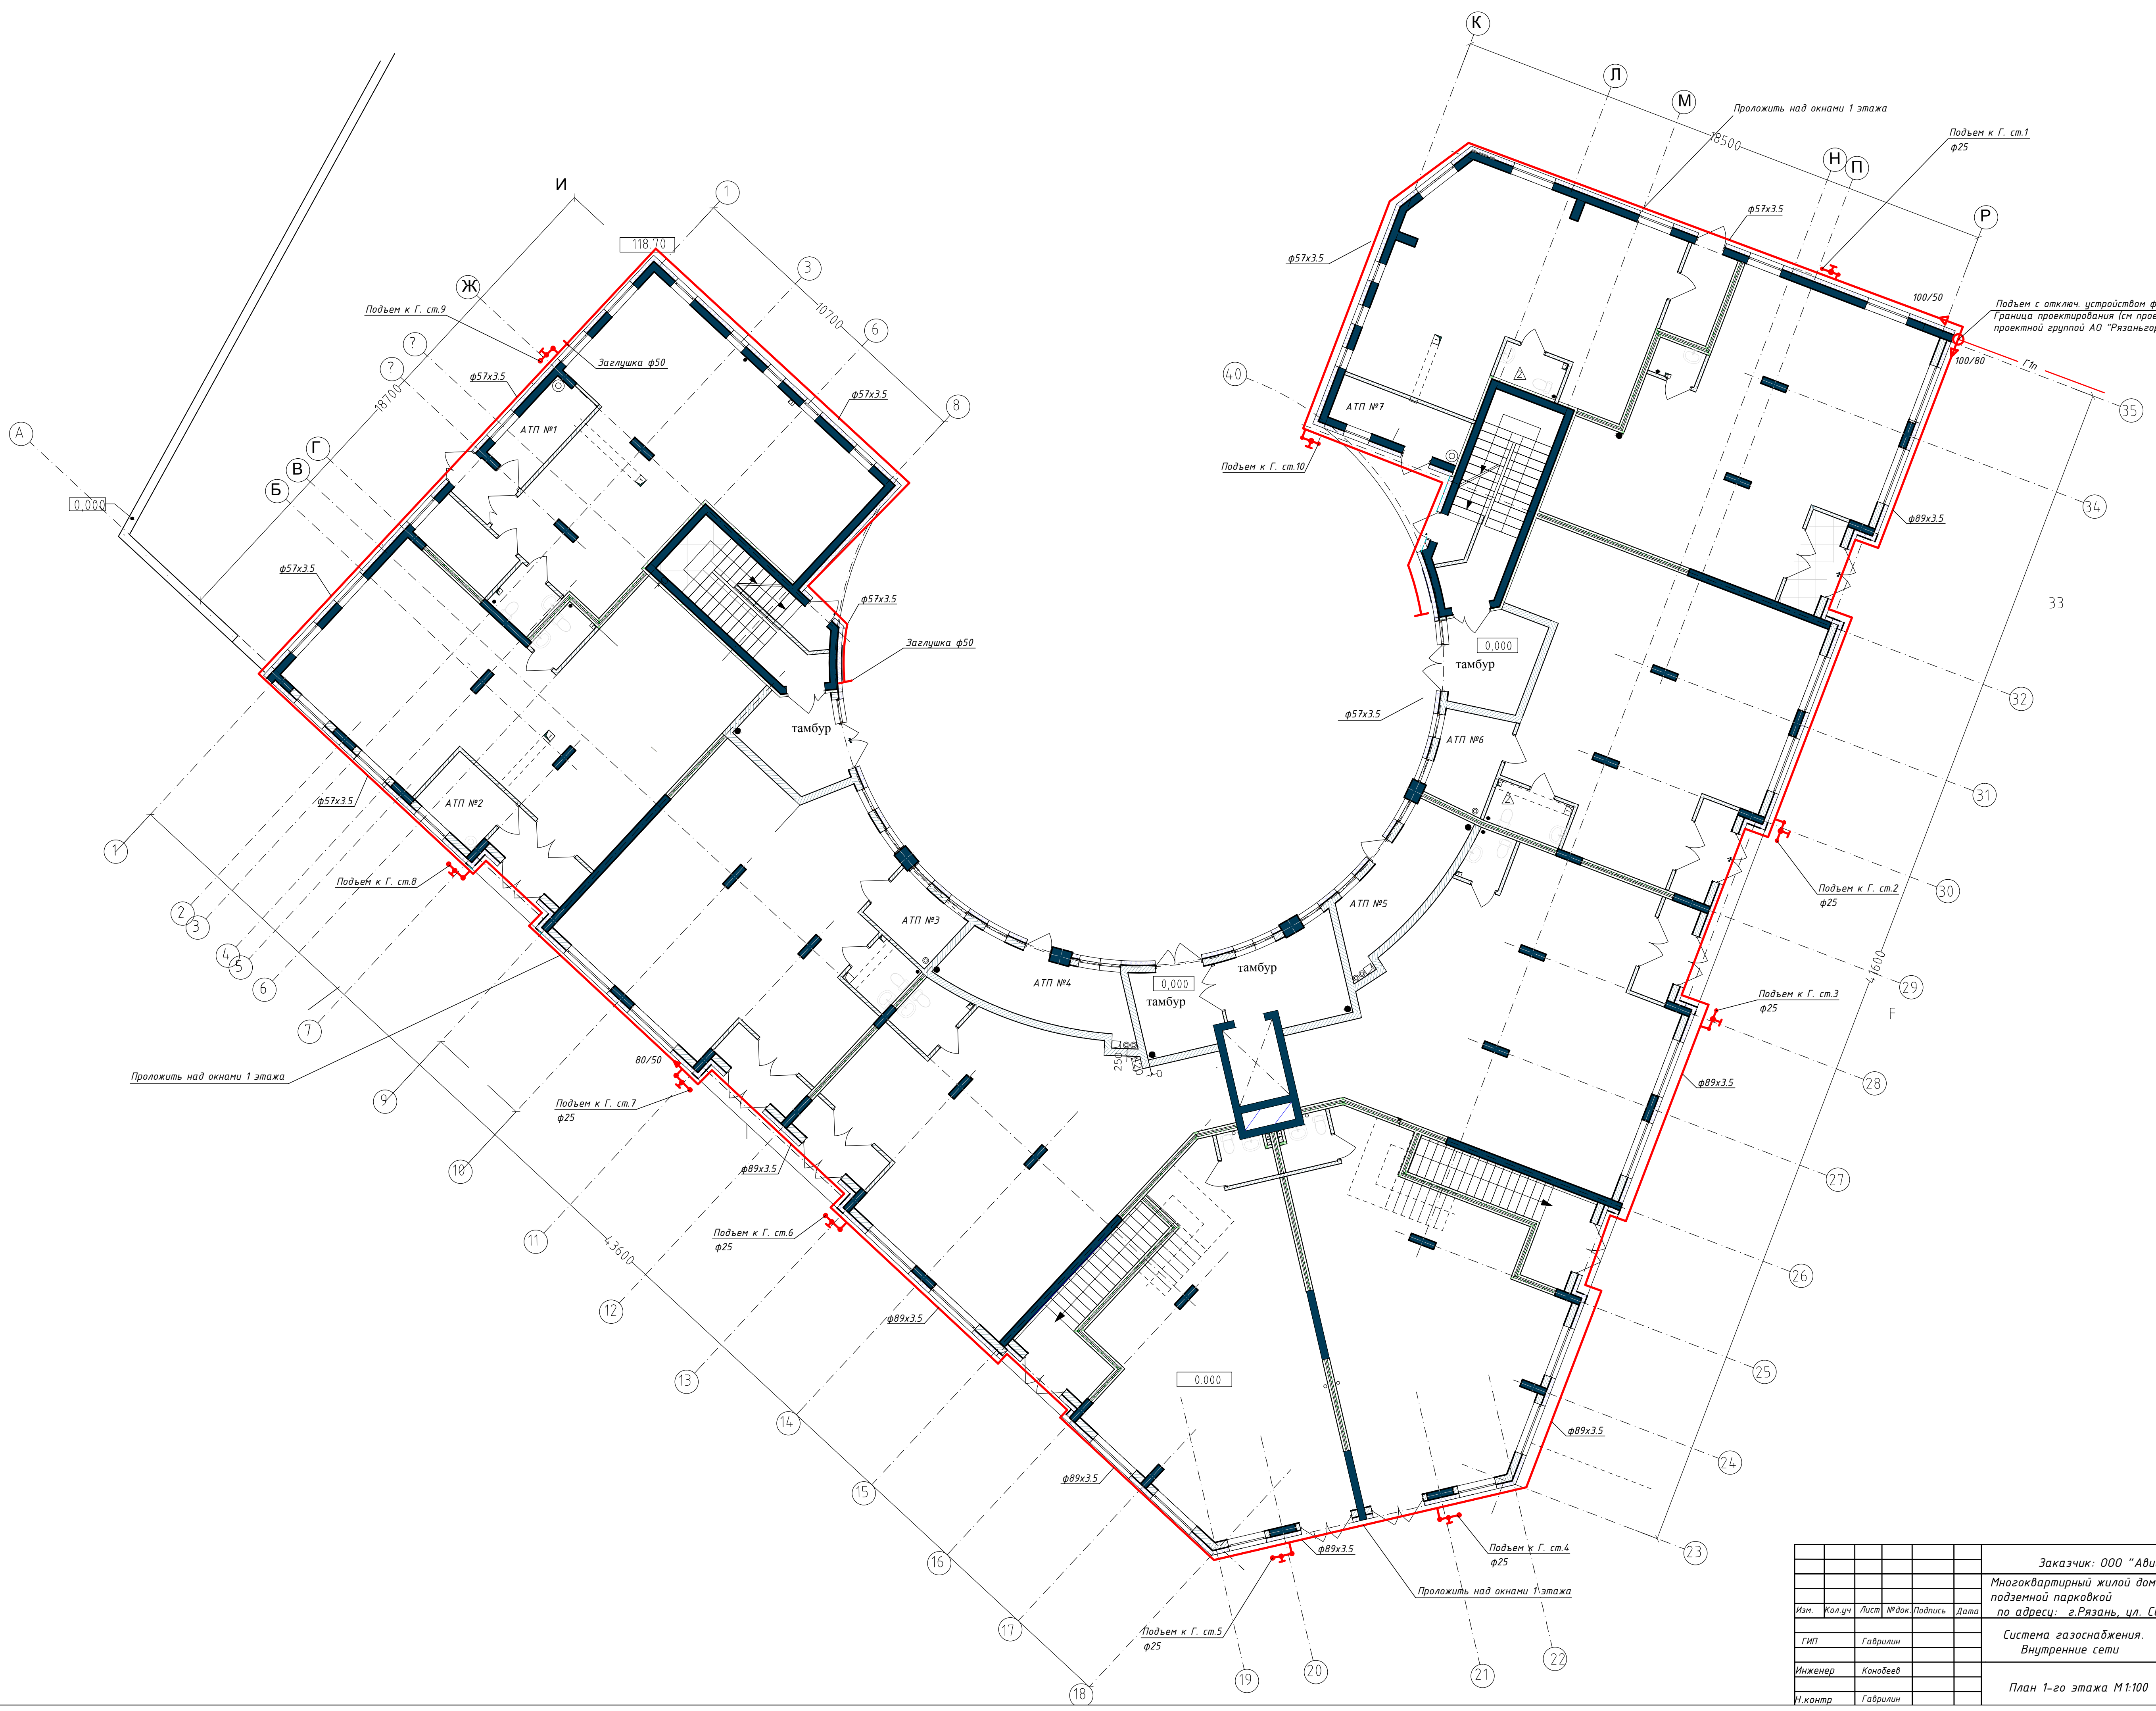 К
Л
М
Н
П
Р
Проложить над окнами 1 этажа
Подъем к Г. ст.1
ф25
18500
ф57х3.5
ф57х3.5
100/50
Подъем с отключ. устройством ф
Граница проектирования (см прое
проектной группой АО "Рязаньгор
100/80
Г1п
35
34
33
32
31
30
29
28
27
26
25
24
23
41600
F
40
АТП №7
Подъем к Г. ст.10
2
ф89х3.5
И
1
3
6
8
118.70
10700
Ж
?
?
Г
В
Б
А
0,000
18700
Подъем к Г. ст.9
Заглушка ф50
ф57х3.5
ф57х3.5
АТП №1
ф57х3.5
ф57х3.5
Заглушка ф50
тамбур
0,000
тамбур
ф57х3.5
АТП №6
2
ф57х3.5
АТП №2
Подъем к Г. ст.8
Подъем к Г. ст.2
ф25
АТП №3
АТП №5
тамбур
АТП №4
0,000
тамбур
250
Подъем к Г. ст.3
ф25
ф89х3.5
1
2
3
4
5
6
7
9
10
11
12
13
14
15
16
17
18
19
20
21
22
43600
Проложить над окнами 1 этажа
80/50
Подъем к Г. ст.7
ф25
ф89х3.5
Подъем к Г. ст.6
ф25
ф89х3.5
0.000
ф89х3.5
ф89х3.5
ф89х3.5
Подъем к Г. ст.4
ф25
Проложить над окнами 1 этажа
Подъем к Г. ст.5
ф25
Заказчик: ООО "Ави
Многоквартирный жилой дом
подземной парковкой
по адресу: г.Рязань, ул. С
Изм. Кол.уч Лист №док. Подпись Дата
ГИП Гаврилин
Система газоснабжения.
Внутренние сети
Инженер Конобеев
План 1-го этажа М1:100
Н.контр Гаврилин